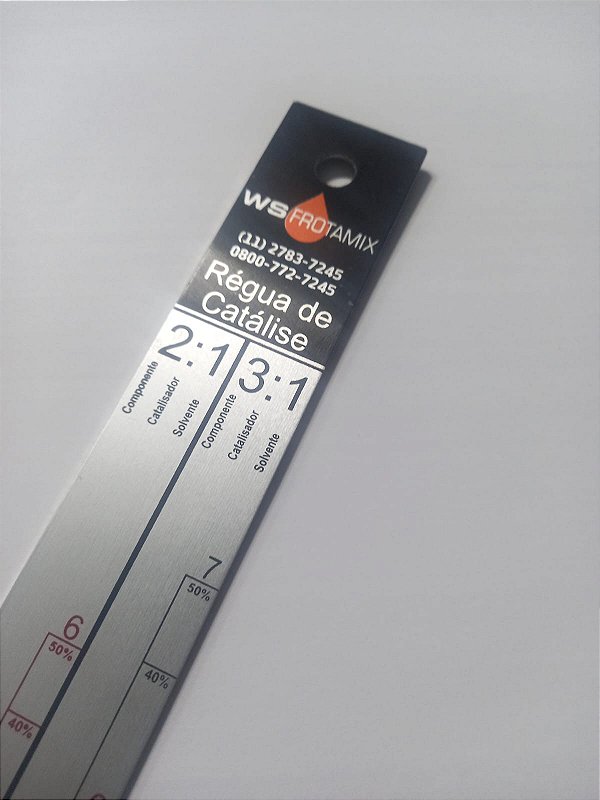 WS FROTAMIX
(11) 2783-7245
0800-772-7245
Régua de
Catálise
2:1
Componente
Catalisador
Solvente
3:1
Componente
Catalisador
Solvente
7
50%
40%
6
50%
40%